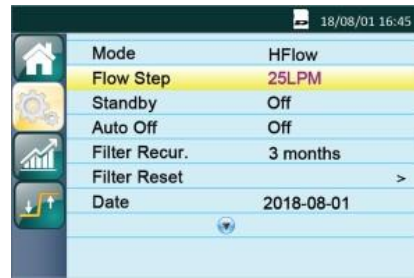 18/08/01 16:45
Mode HFlow
Flow Step 25LPM
Standby Off
Auto Off Off
Filter Recur. 3 months
Filter Reset >
Date 2018-08-01